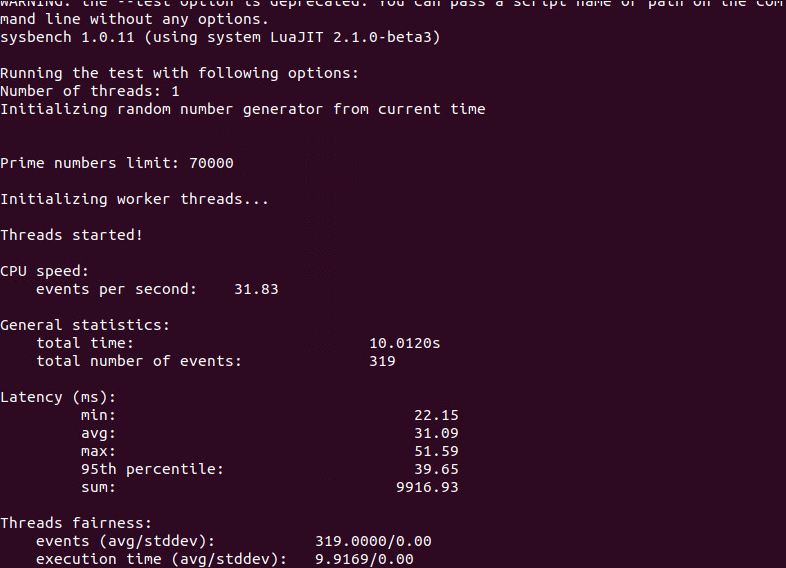 WARNING: the --test option is deprecated. You can pass a script name or path on the com
mand line without any options.
sysbench 1.0.11 (using system LuaJIT 2.1.0-beta3)
Running the test with following options:
Number of threads: 1
Initializing random number generator from current time
Prime numbers limit: 70000
Initializing worker threads...
Threads started!
CPU speed:
events per second: 31.83
General statistics:
total time: 10.0120s
total number of events: 319
Latency (ms):
min: 22.15
avg: 31.09
max: 51.59
95th percentile: 39.65
sum: 9916.93
Threads fairness:
events (avg/stddev): 319.0000/0.00
execution time (avg/stddev): 9.9169/0.00